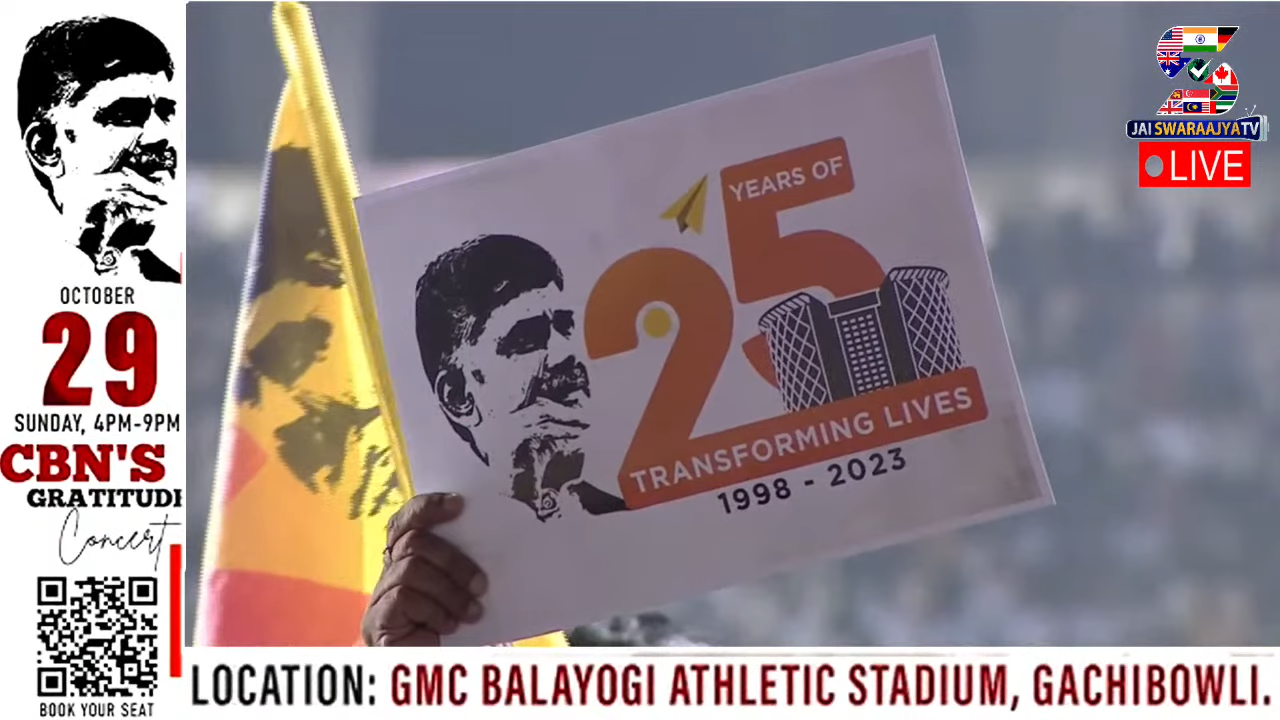 OCTOBER
29
SUNDAY, 4PM-9PM
CBN'S
GRATITUDE
Concert
BOOK YOUR SEAT
YEARS OF
25
TRANSFORMING LIVES
1998 - 2023
JAI SWARAAJYA TV
LIVE
LOCATION: GMC BALAYOGI ATHLETIC STADIUM, GACHIBOWLI.